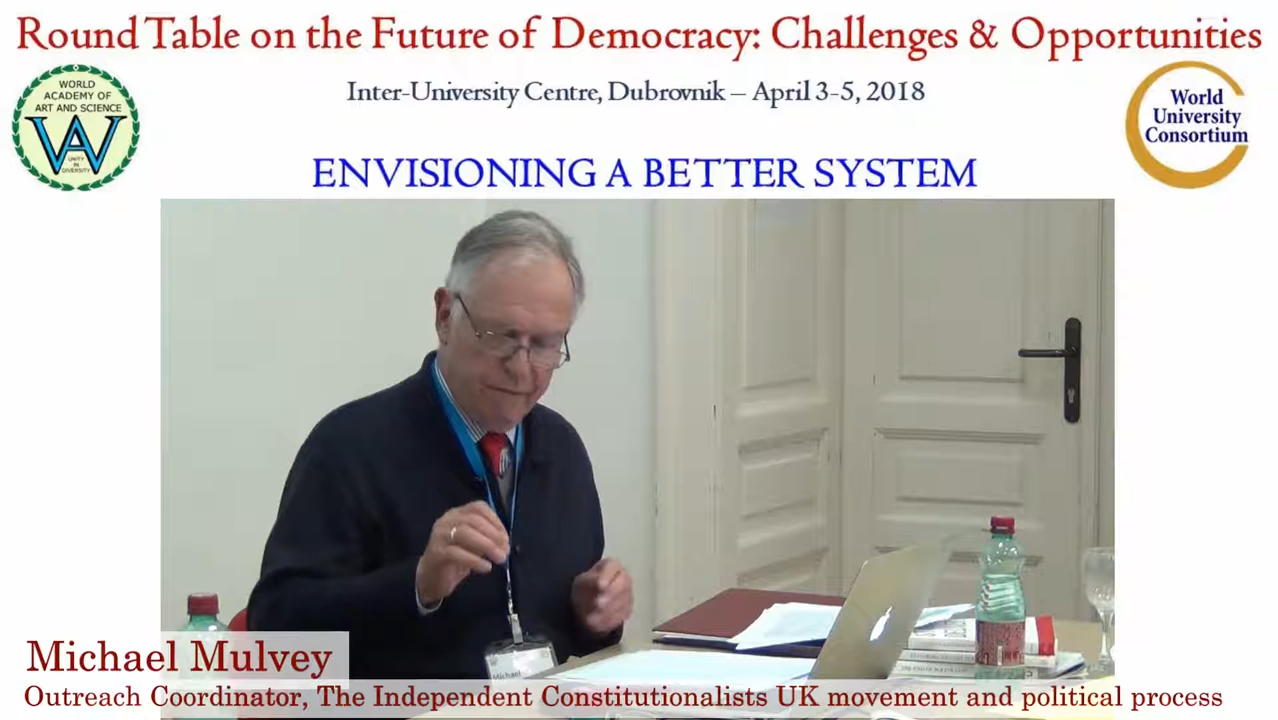 Round Table on the Future of Democracy: Challenges & Opportunities
Inter-University Centre, Dubrovnik – April 3-5, 2018
WORLD
ACADEMY OF
ART AND SCIENCE
UNITY
IN
DIVERSITY
World
University
Consortium
ENVISIONING A BETTER SYSTEM
Michael
Michael Mulvey
Outreach Coordinator, The Independent Constitutionalists UK movement and political process